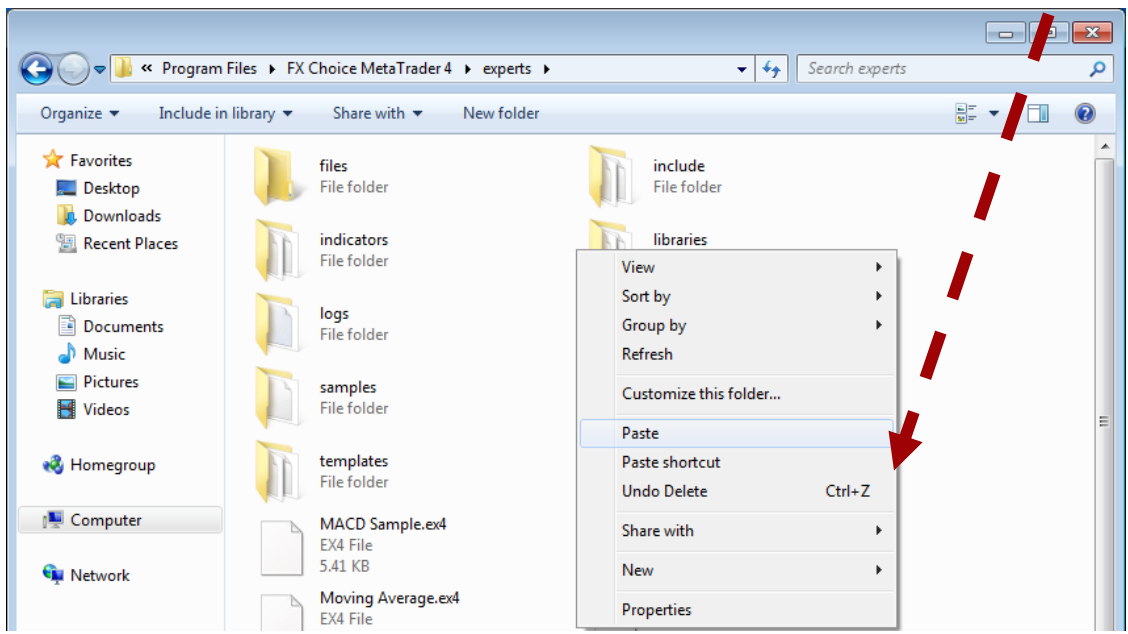 « Program Files ▸ FX Choice MetaTrader 4 ▸ experts ▸
Search experts
Organize Include in library Share with New folder
Favorites
Desktop
Downloads
Recent Places
Libraries
Documents
Music
Pictures
Videos
Homegroup
Computer
Network
files
File folder
include
File folder
indicators
File folder
libraries
logs
File folder
samples
File folder
templates
File folder
MACD Sample.ex4
EX4 File
5.41 KB
Moving Average.ex4
EX4 File
View
Sort by
Group by
Refresh
Customize this folder...
Paste
Paste shortcut
Undo Delete Ctrl+Z
Share with
New
Properties